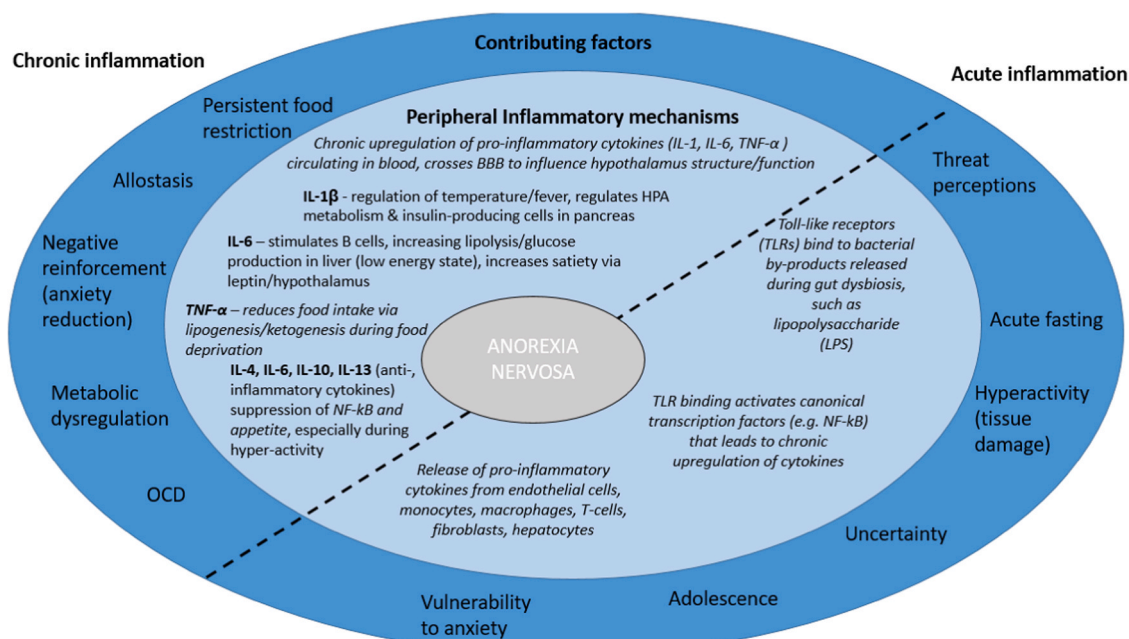 Contributing factors
Chronic inflammation
Acute inflammation
Persistent food
restriction
Allostasis
Negative
reinforcement
(anxiety
reduction)
Metabolic
dysregulation
OCD
Peripheral Inflammatory mechanisms
Chronic upregulation of pro-inflammatory cytokines (IL-1, IL-6, TNF-α )
circulating in blood, crosses BBB to influence hypothalamus structure/function
IL-1β - regulation of temperature/fever, regulates HPA
metabolism & insulin-producing cells in pancreas
IL-6 – stimulates B cells, increasing lipolysis/glucose
production in liver (low energy state), increases satiety via
leptin/hypothalamus
TNF-α – reduces food intake via
lipogenesis/ketogenesis during food
deprivation
IL-4, IL-6, IL-10, IL-13 (anti-,
inflammatory cytokines)
suppression of NF-kB and
appetite, especially during
hyper-activity
ANOREXIA
NERVOSA
Toll-like receptors
(TLRs) bind to bacterial
by-products released
during gut dysbiosis,
such as
lipopolysaccharide
(LPS)
TLR binding activates canonical
transcription factors (e.g. NF-kB)
that leads to chronic
upregulation of cytokines
Release of pro-inflammatory
cytokines from endothelial cells,
monocytes, macrophages, T-cells,
fibroblasts, hepatocytes
Threat
perceptions
Acute fasting
Hyperactivity
(tissue
damage)
Uncertainty
Adolescence
Vulnerability
to anxiety